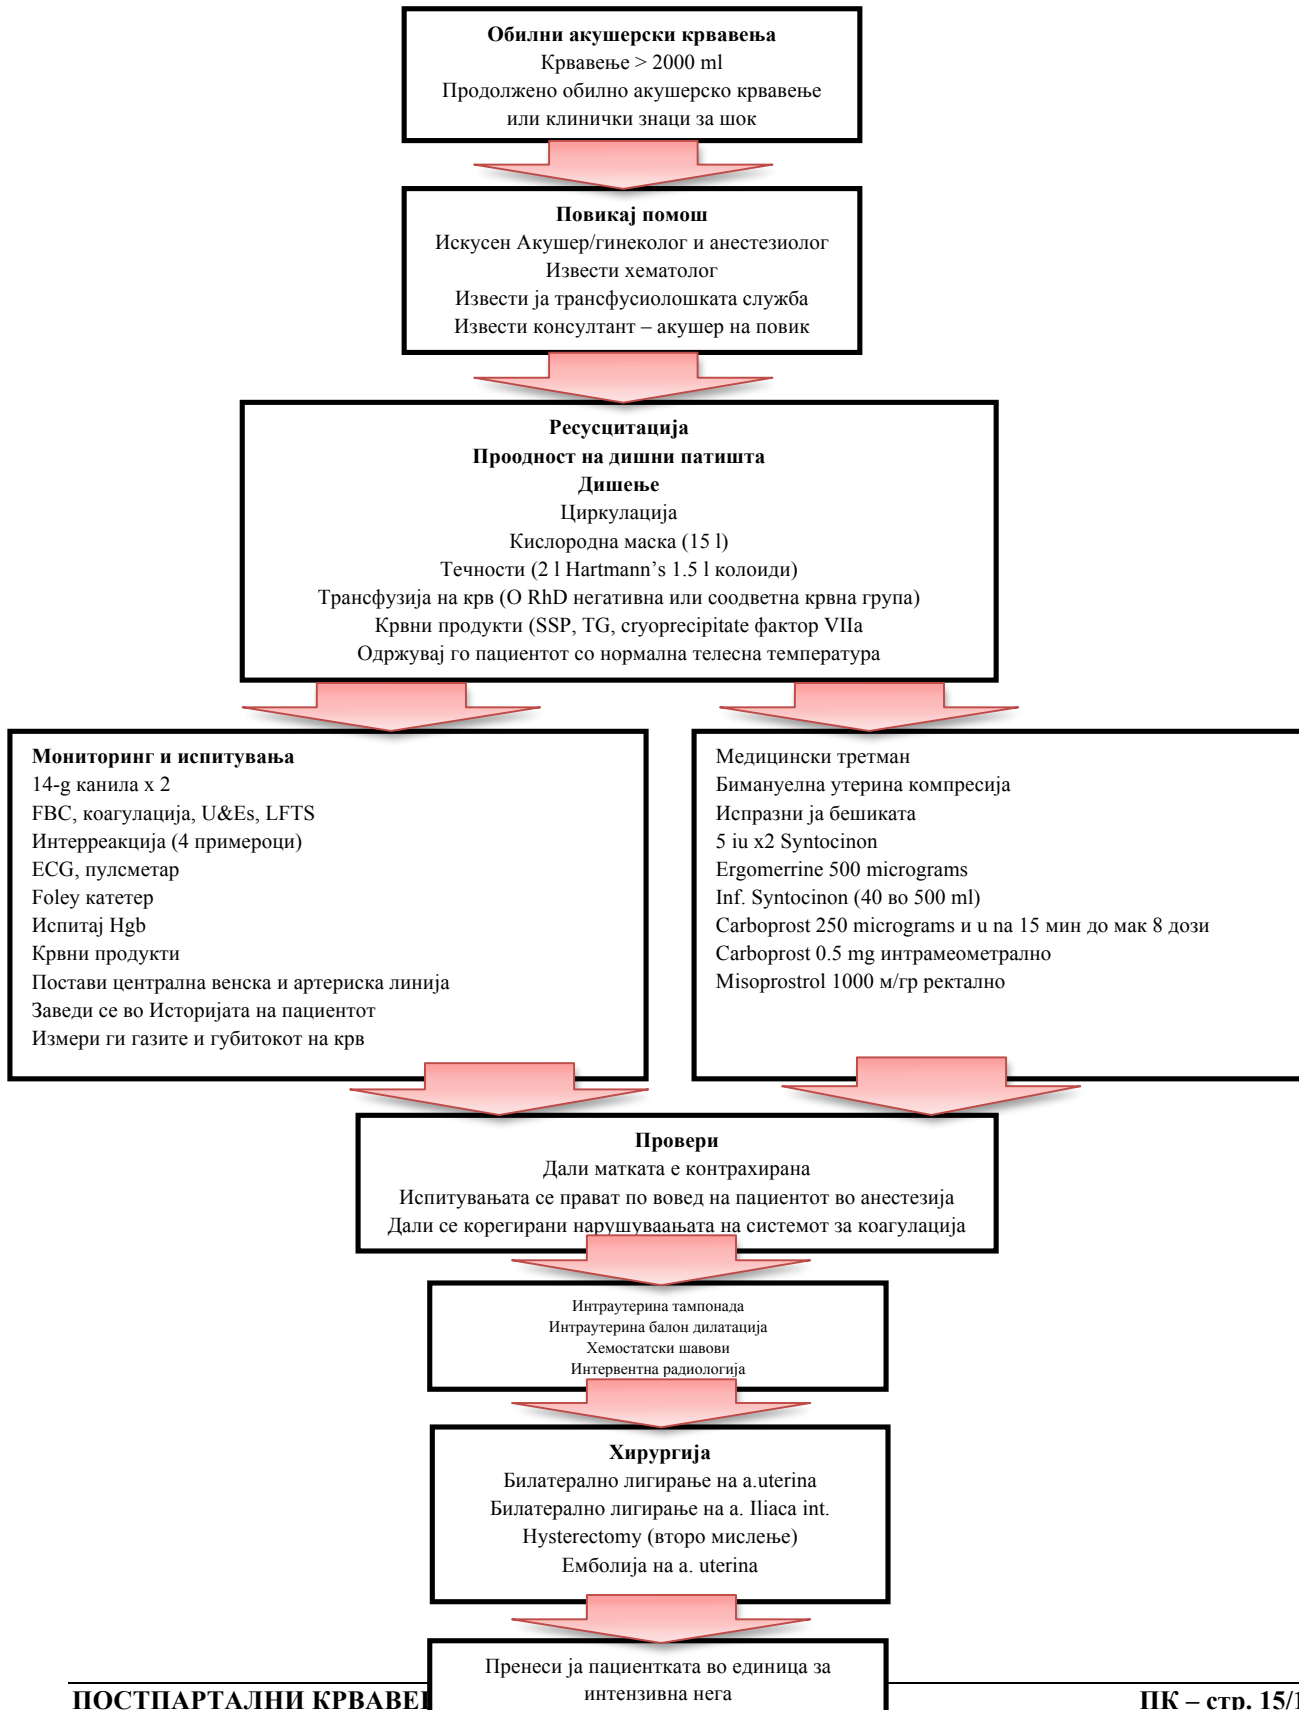 Обилни акушерски крвавења
Крвавење > 2000 ml
Продолжено обилно акушерско крвавење
или клинички знаци за шок
Повикај помош
Искусен Акушер/гинеколог и анестезиолог
Извести хематолог
Извести ја трансфусиолошката служба
Извести консултант – акушер на повик
Ресусцитација
Проодност на дишни патишта
Дишење
Циркулација
Кислородна маска (15 l)
Течности (2 l Hartmann’s 1.5 l колоиди)
Трансфузија на крв (О RhD негативна или соодветна крвна група)
Крвни продукти (SSP, TG, cryoprecipitate фактор VIIa
Одржувај го пациентот со нормална телесна температура
Мониторинг и испитувања
14-g канила x 2
FBC, коагулација, U&Es, LFTS
Интерреакција (4 примероци)
ECG, пулсметар
Foley катетер
Испитај Hgb
Крвни продукти
Постави централна венска и артериска линија
Заведи се во Историјата на пациентот
Измери ги газите и губитокот на крв
Медицински третман
Бимануелна утерина компресија
Испразни ја бешиката
5 iu x2 Syntocinon
Ergomerrine 500 micrograms
Inf. Syntocinon (40 во 500 ml)
Carboprost 250 micrograms и u na 15 мин до мак 8 дози
Carboprost 0.5 mg интрамеометрално
Misoprostrol 1000 м/гр ректално
Провери
Дали матката е контрахирана
Испитувањата се прават по вовед на пациентот во анестезија
Дали се корегирани нарушуваањата на системот за коагулација
Интраутерина тампонада
Интраутерина балон дилатација
Хемостатски шавови
Интервентна радиологија
Хирургија
Билатерално лигирање на a.uterina
Билатерално лигирање на a. Iliaca int.
Hysterectomy (второ мислење)
Емболија на a. uterina
Пренеси ја пациентката во единица за
интензивна нега
ПОСТПАРТАЛНИ ПК – стр. 15/1